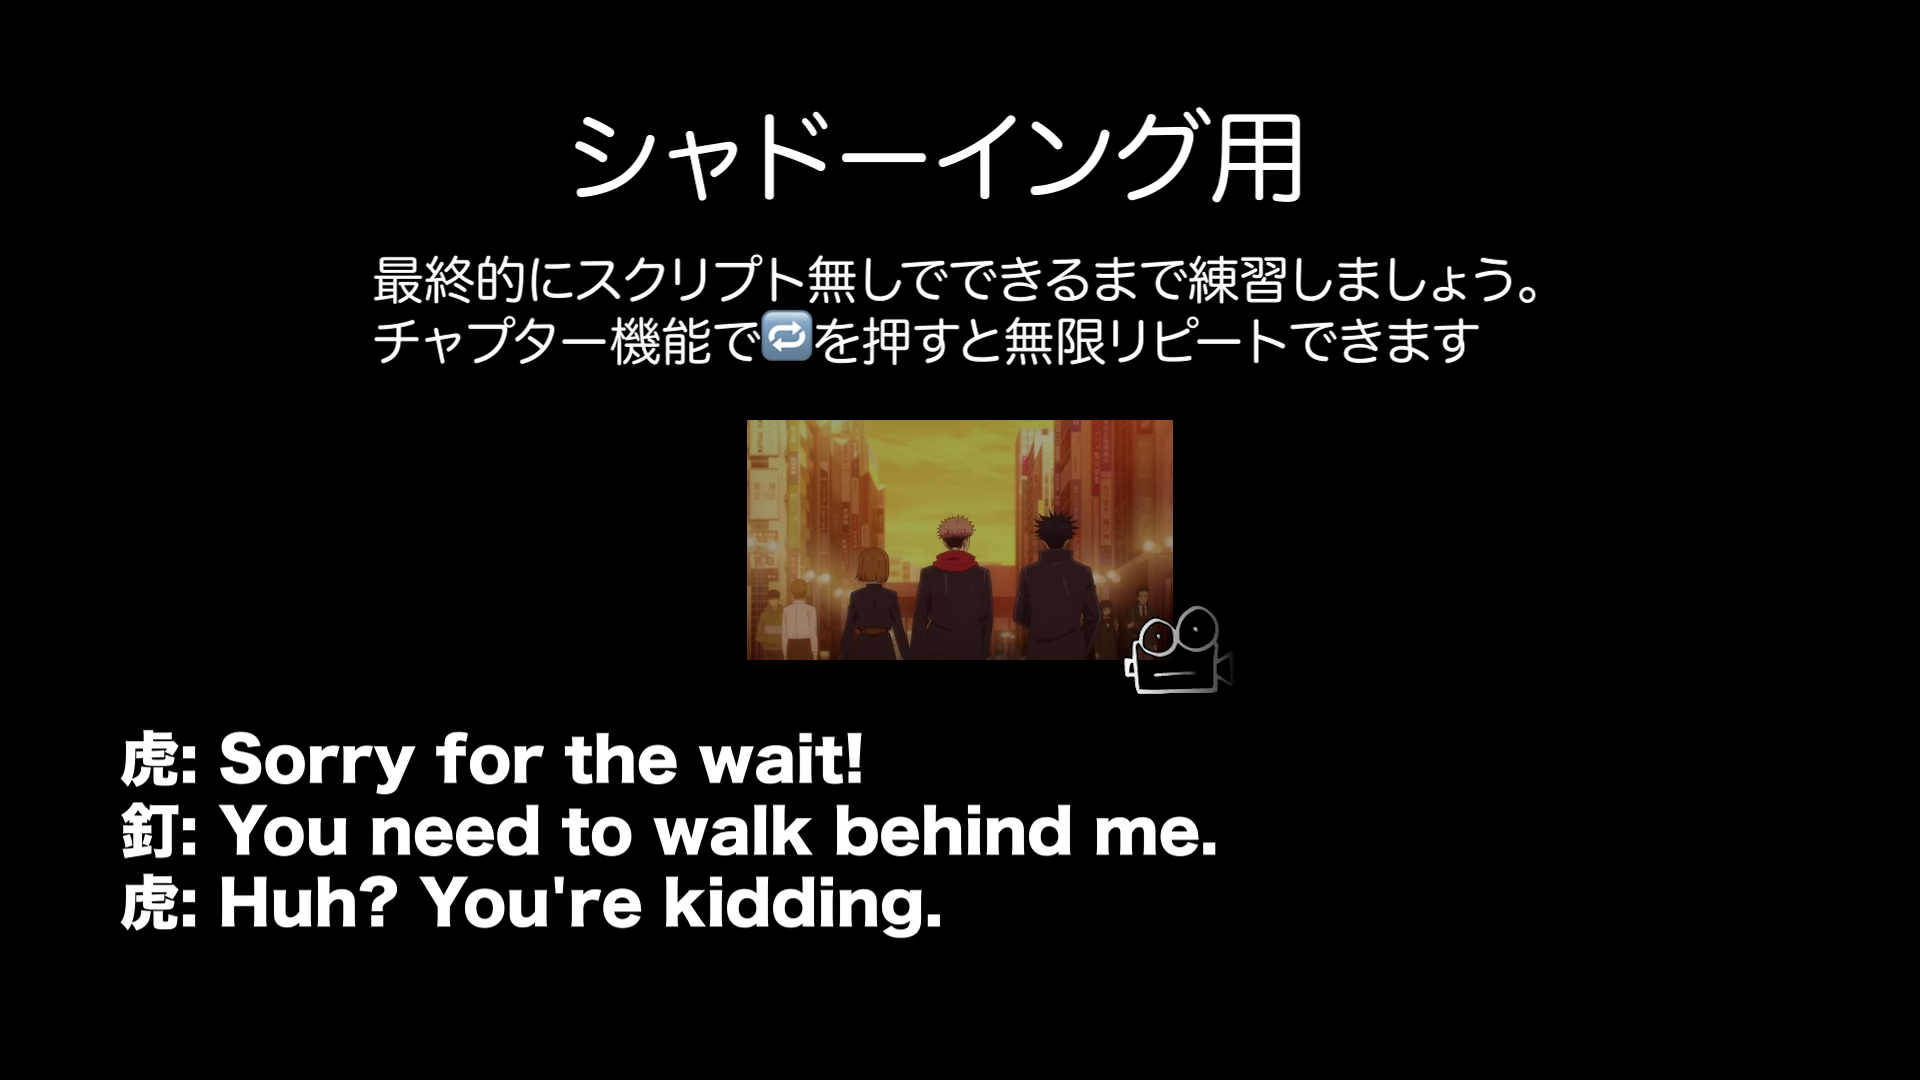 シャドーイング用
最終的にスクリプト無しでできるまで練習しましょう。
チャプター機能で🔁を押すと無限リピートできます
虎: Sorry for the wait!
釘: You need to walk behind me.
虎: Huh? You're kidding.